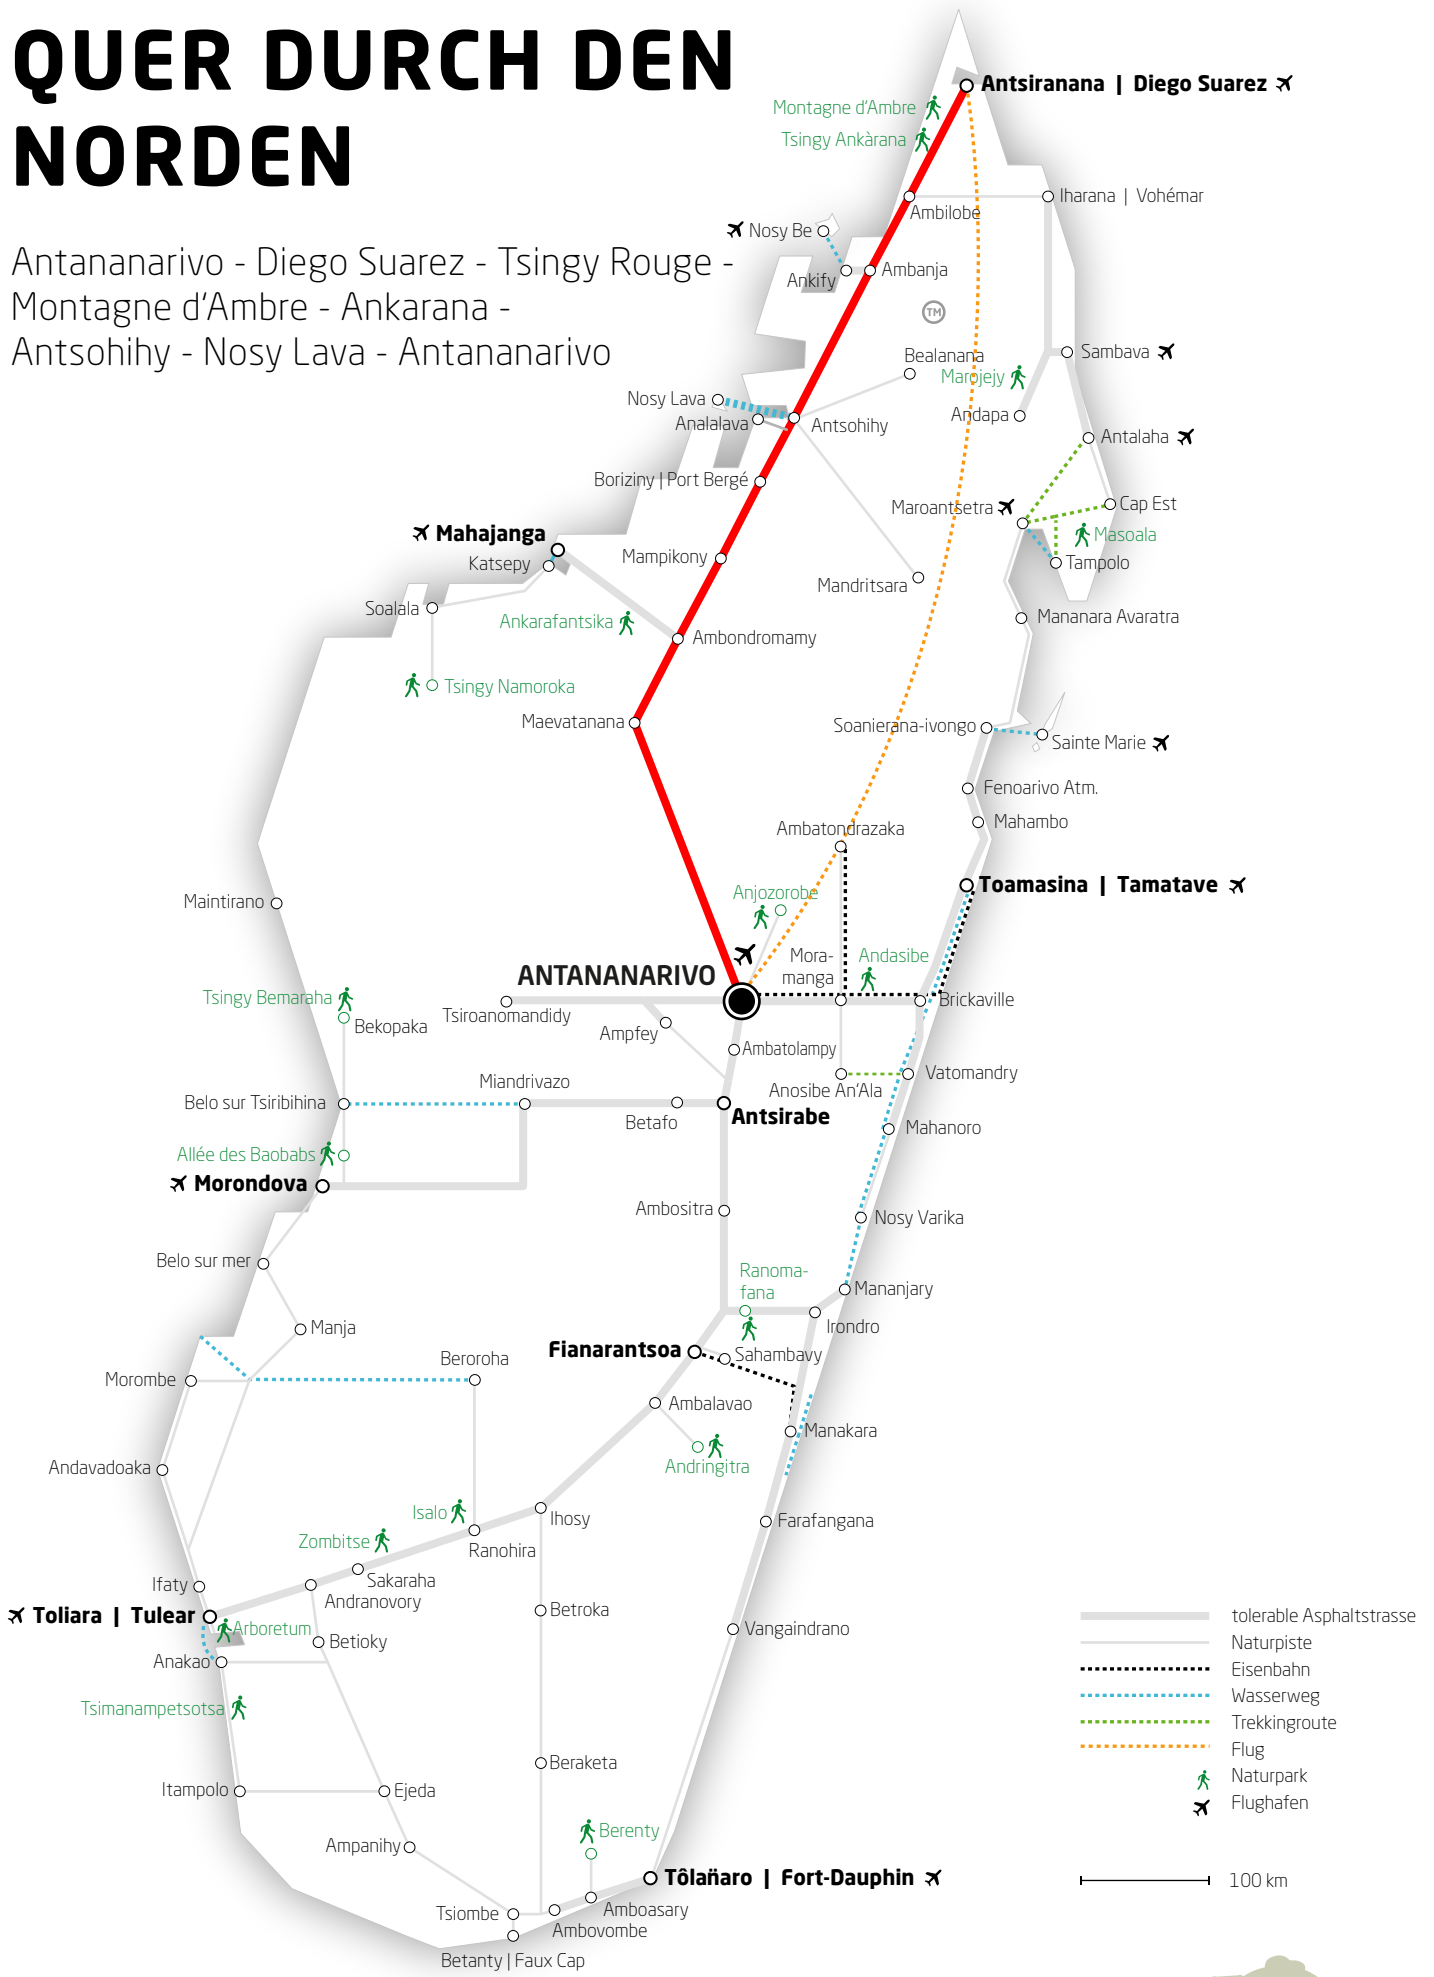 QUER DURCH DEN
NORDEN
Antananarivo - Diego Suarez - Tsingy Rouge -
Montagne d'Ambre - Ankarana -
Antsohihy - Nosy Lava - Antananarivo
Antsiranana | Diego Suarez
Montagne d'Ambre
Tsingy Ankàrana
Iharana | Vohémar
Ambilobe
Nosy Be
Ambanja
Ankify
TM
Sambava
Bealanana
Marojejy
Nosy Lava
Andapa
Analalava
Antsohihy
Antalaha
Boriziny | Port Bergé
Cap Est
Maroantsetra
Mahajanga
Masoala
Mampikony
Katsepy
Tampolo
Mandritsara
Soalala
Mananara Avaratra
Ankarafantsika
Ambondromamy
Tsingy Namoroka
Maevatanana
Soanierana-ivongo
Sainte Marie
Fenoarivo Atm.
Mahambo
Ambatondrazaka
Toamasina | Tamatave
Anjozorobe
Maintirano
Mora-
manga
Andasibe
ANTANANARIVO
Tsingy Bemaraha
Brickaville
Tsiroanomandidy
Bekopaka
Ampfey
Ambatolampy
Vatomandry
Miandrivazo
Anosibe An'Ala
Belo sur Tsiribihina
Betafo
Antsirabe
Mahanoro
Allée des Baobabs
Morondova
Ambositra
Nosy Varika
Belo sur mer
Ranoma-
fana
Mananjary
Manja
Irondro
Fianarantsoa
Sahambavy
Beroroha
Morombe
Ambalavao
Manakara
Andavadoaka
Andringitra
Isalo
Ihosy
Farafangana
Zombitse
Ranohira
Ifaty
Sakaraha
Andranovory
Toliara | Tulear
Arboretum
Betroka
Betioky
Vangaindrano
Anakao
Tsimanampetsotsa
Beraketa
Itampolo
Ejeda
Berenty
Ampanihy
Tôlañaro | Fort-Dauphin
Amboasary
Tsiombe
Ambovombe
Betanty | Faux Cap
tolerable Asphaltstrasse
Naturpiste
Eisenbahn
Wasserweg
Trekkingroute
Flug
Naturpark
Flughafen
100 km